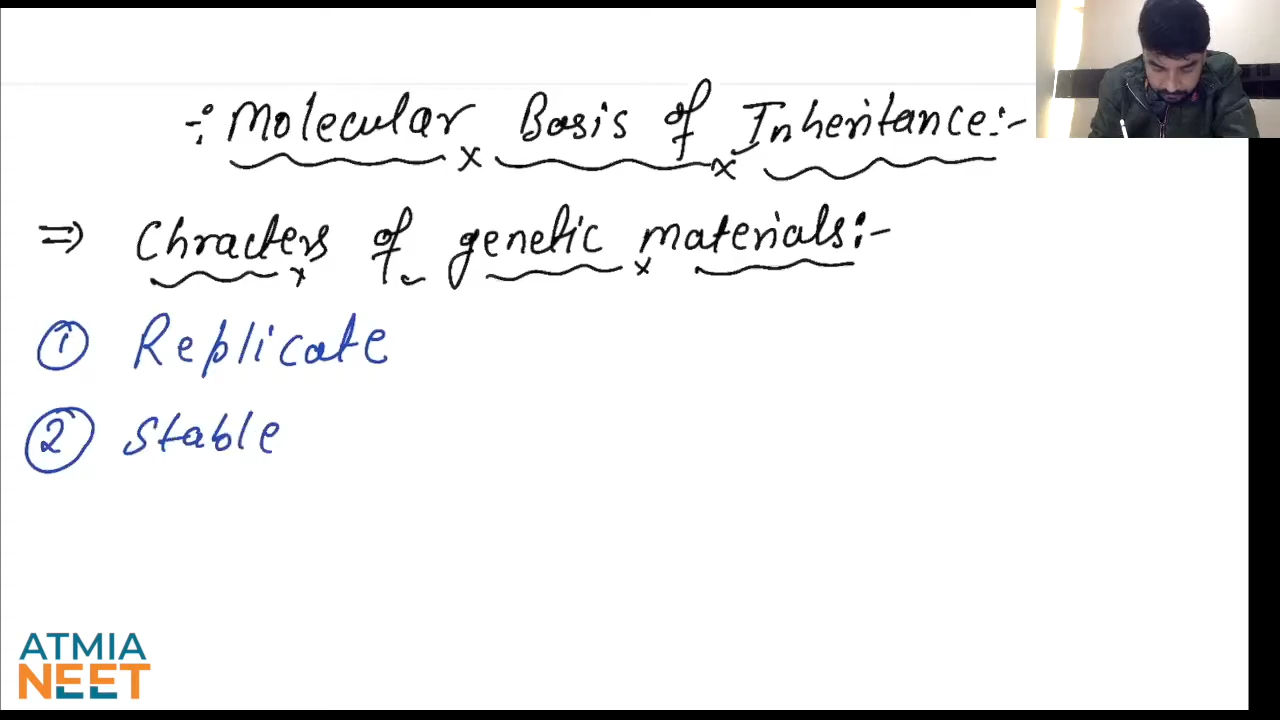 ÷ Molecular Basis of Inheritance:-
⇒ Chracters of genetic materials:-
① Replicate
② Stable
ATMIA
NEET